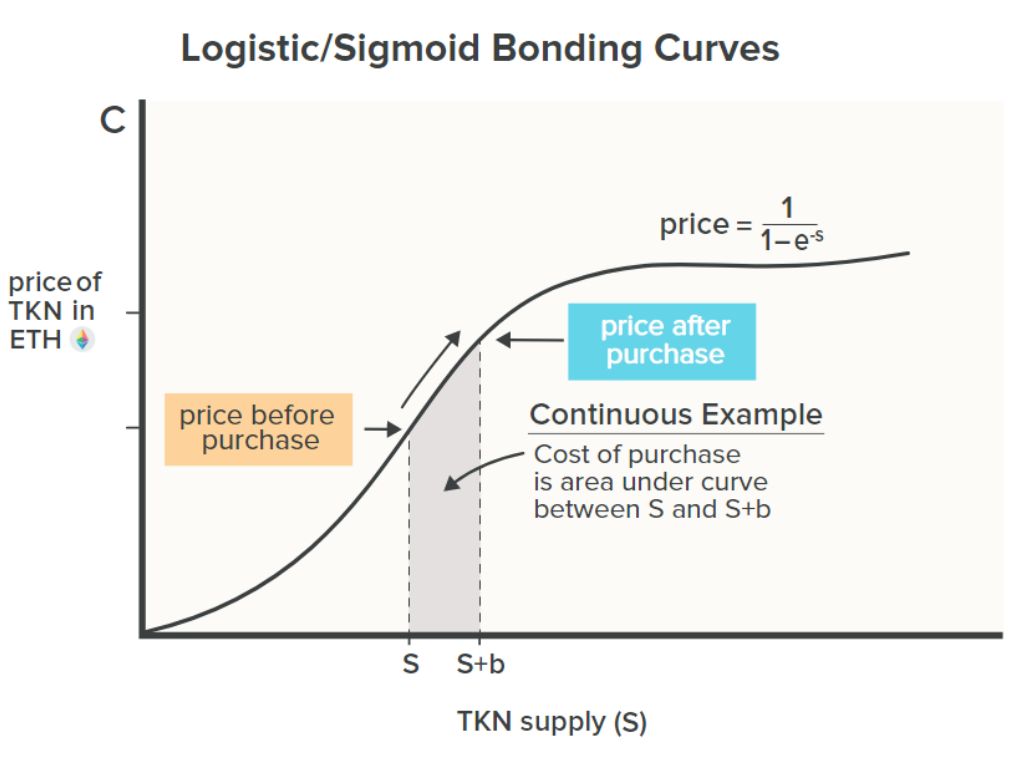 Logistic/Sigmoid Bonding Curves
C
price = 1
1-e-s
price of
TKN in
ETH
price after
purchase
price before
purchase
Continuous Example
Cost of purchase
is area under curve
between S and S+b
S S+b
TKN supply (S)